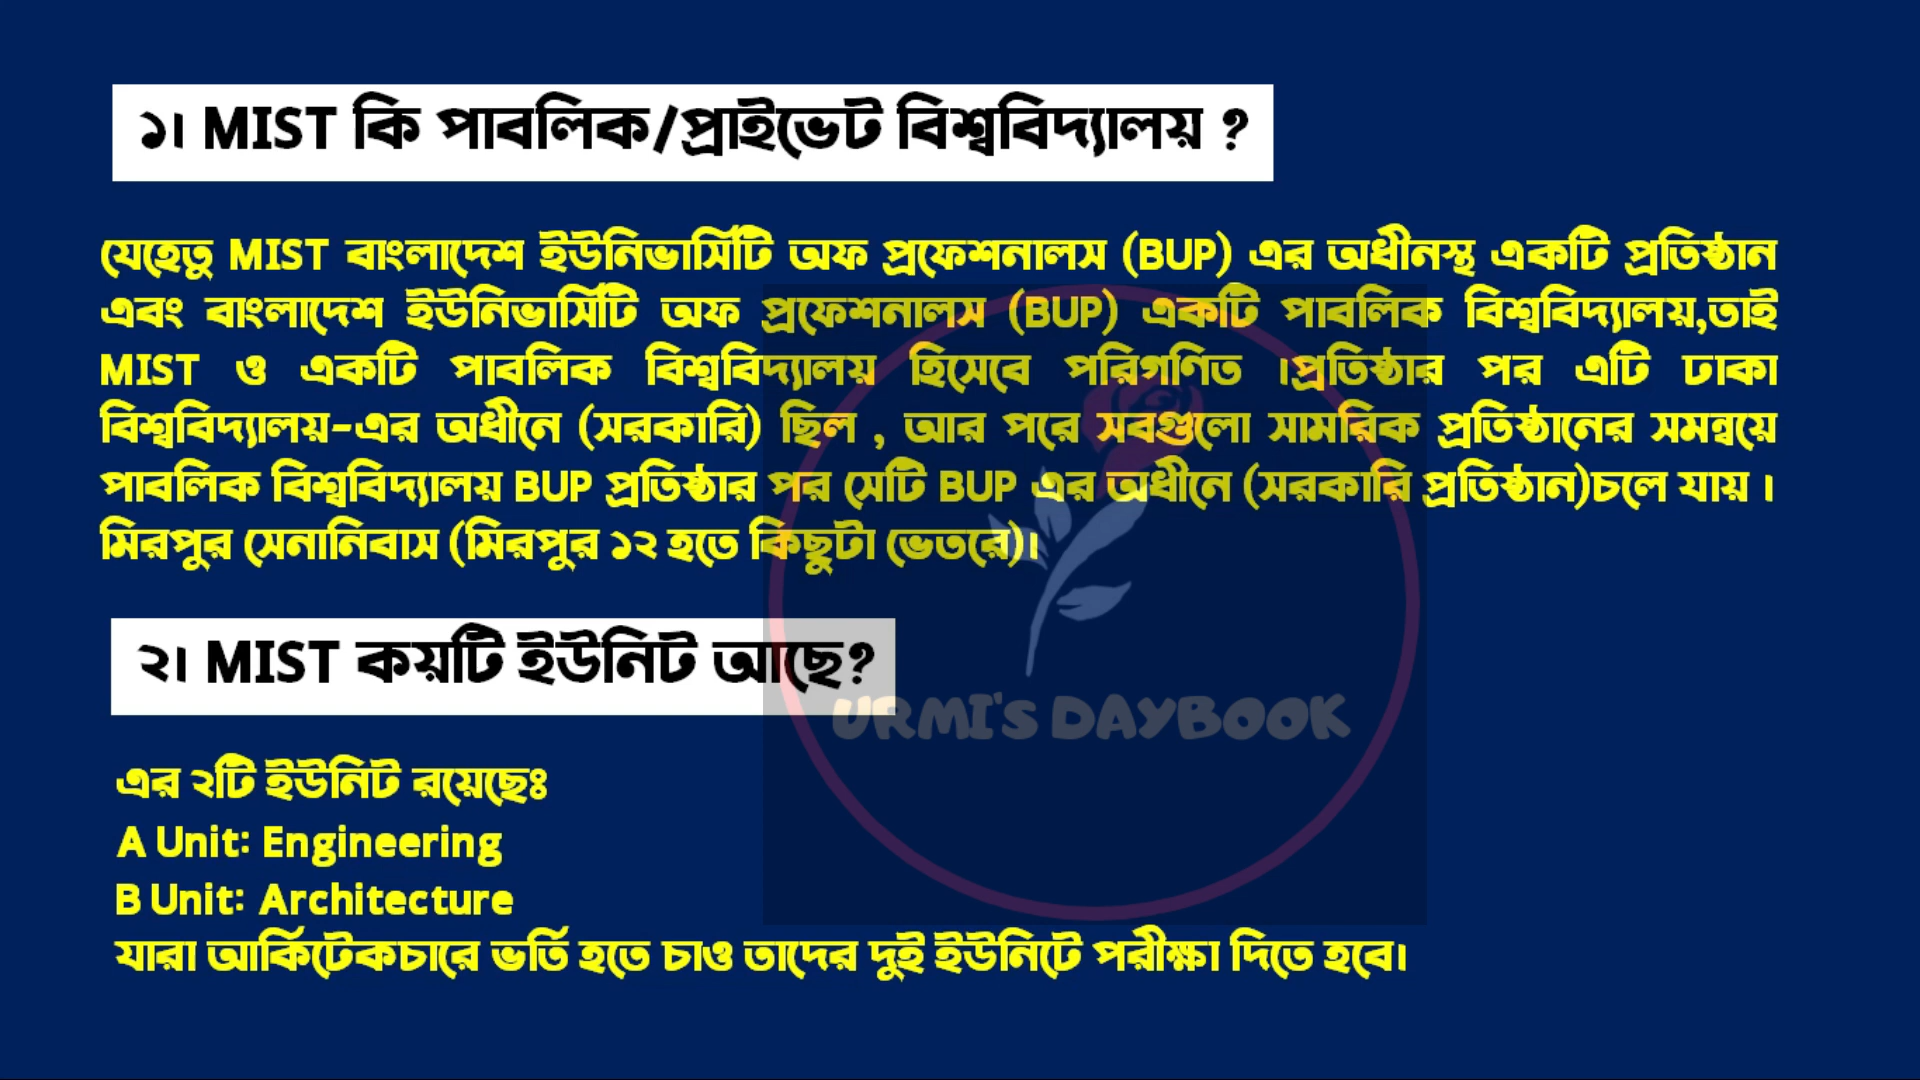 ১। MIST কি পাবলিক/প্রাইভেট বিশ্ববিদ্যালয় ?
যেহেতু MIST বাংলাদেশ ইউনিভার্সিটি অফ প্রফেশনালস (BUP) এর অধীনস্থ একটি প্রতিষ্ঠান
এবং বাংলাদেশ ইউনিভার্সিটি অফ প্রফেশনালস (BUP) একটি পাবলিক বিশ্ববিদ্যালয়,তাই
MIST ও একটি পাবলিক বিশ্ববিদ্যালয় হিসেবে পরিগণিত ।প্রতিষ্ঠার পর এটি ঢাকা
বিশ্ববিদ্যালয়-এর অধীনে (সরকারি) ছিল , আর পরে সবগুলো সামরিক প্রতিষ্ঠানের সমন্বয়ে
পাবলিক বিশ্ববিদ্যালয় BUP প্রতিষ্ঠার পর সেটি BUP এর অধীনে (সরকারি প্রতিষ্ঠান)চলে যায় ।
মিরপুর সেনানিবাস (মিরপুর ১২ হতে কিছুটা ভেতরে)।
২। MIST কয়টি ইউনিট আছে?
URMI'S DAYBOOK
এর ২টি ইউনিট রয়েছেঃ
A Unit: Engineering
B Unit: Architecture
যারা আর্কিটেকচারে ভর্তি হতে চাও তাদের দুই ইউনিটে পরীক্ষা দিতে হবে।